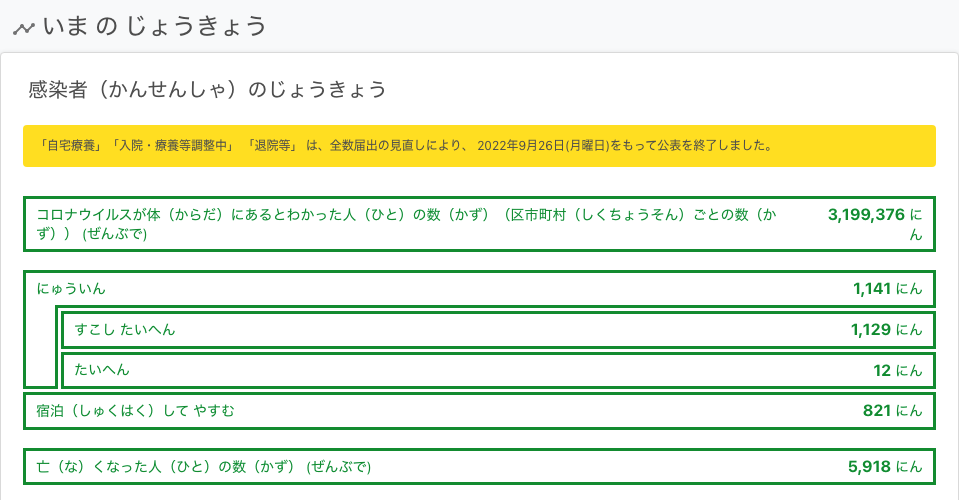 いま の じょうきょう
感染者（かんせんしゃ）のじょうきょう
「自宅療養」「入院・療養等調整中」 「退院等」 は、全数届出の見直しにより、 2022年9月26日(月曜日)をもって公表を終了しました。
コロナウイルスが体（からだ）にあるとわかった人（ひと）の数（かず）（区市町村（しくちょうそん）ごとの数（か
ず）） (ぜんぶで)
3,199,376 に
ん
にゅういん 1,141 にん
すこし たいへん 1,129 にん
たいへん 12 にん
宿泊（しゅくはく）して やすむ 821 にん
亡（な）くなった人（ひと）の数（かず） (ぜんぶで) 5,918 にん